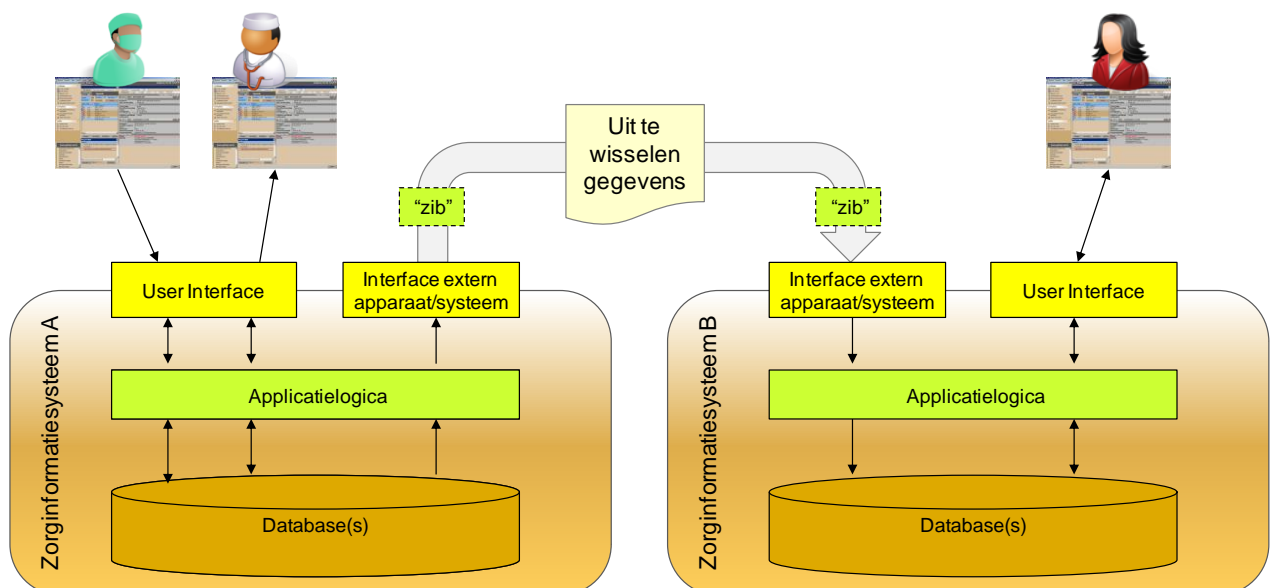 Uit te
wisselen
gegevens
“zib”
“zib”
User Interface
Interface extern
apparaat/systeem
Interface extern
apparaat/systeem
User Interface
Zorginformatiesysteem A
Applicatielogica
Database(s)
Zorginformatiesysteem B
Applicatielogica
Database(s)